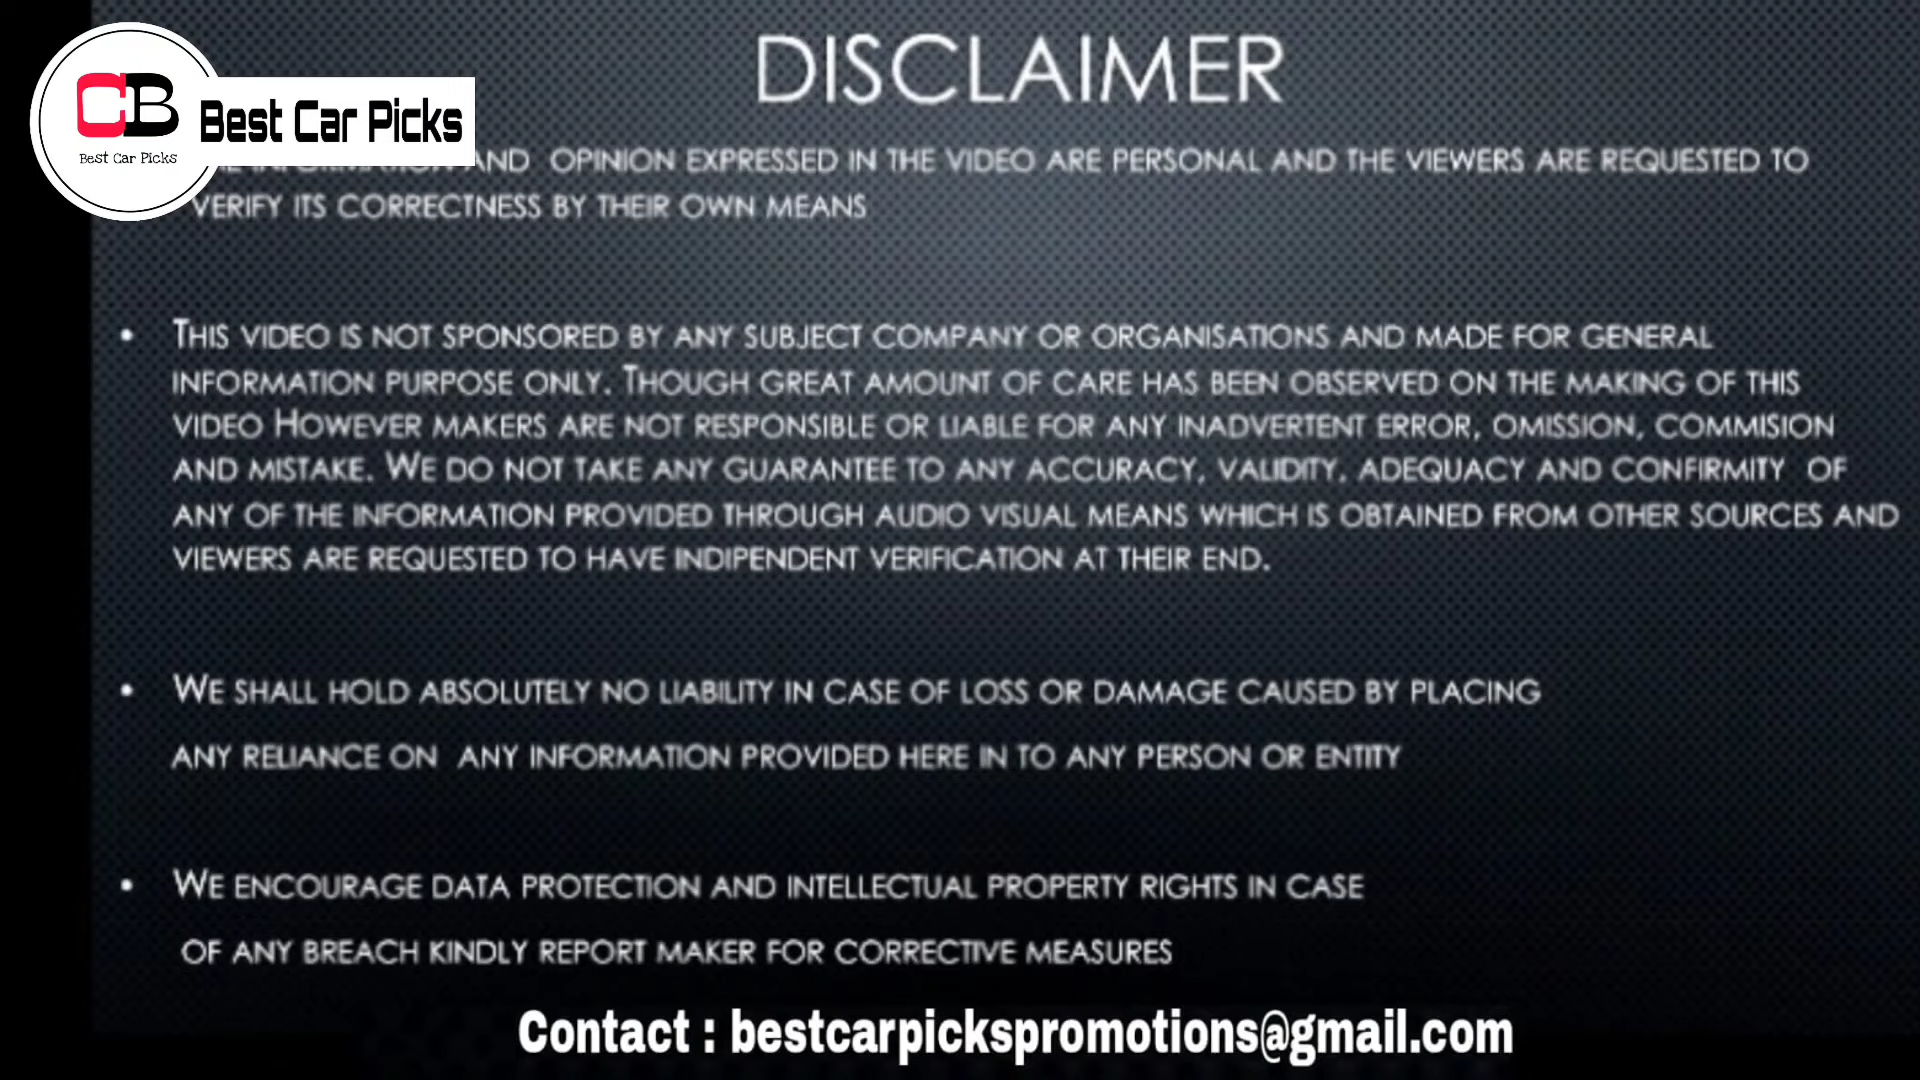 DISCLAIMER
CB
Best Car Picks
Best Car Picks
AND OPINION EXPRESSED IN THE VIDEO ARE PERSONAL AND THE VIEWERS ARE REQUESTED TO
VERIFY ITS CORRECTNESS BY THEIR OWN MEANS
• THIS VIDEO IS NOT SPONSORED BY ANY SUBJECT COMPANY OR ORGANISATIONS AND MADE FOR GENERAL
INFORMATION PURPOSE ONLY. THOUGH GREAT AMOUNT OF CARE HAS BEEN OBSERVED ON THE MAKING OF THIS
VIDEO HOWEVER MAKERS ARE NOT RESPONSIBLE OR LIABLE FOR ANY INADVERTENT ERROR, OMISSION, COMMISION
AND MISTAKE. WE DO NOT TAKE ANY GUARANTEE TO ANY ACCURACY, VALIDITY, ADEQUACY AND CONFIRMITY OF
ANY OF THE INFORMATION PROVIDED THROUGH AUDIO VISUAL MEANS WHICH IS OBTAINED FROM OTHER SOURCES AND
VIEWERS ARE REQUESTED TO HAVE INDIPENDENT VERIFICATION AT THEIR END.
• WE SHALL HOLD ABSOLUTELY NO LIABILITY IN CASE OF LOSS OR DAMAGE CAUSED BY PLACING
ANY RELIANCE ON ANY INFORMATION PROVIDED HERE IN TO ANY PERSON OR ENTITY
• WE ENCOURAGE DATA PROTECTION AND INTELLECTUAL PROPERTY RIGHTS IN CASE
OF ANY BREACH KINDLY REPORT MAKER FOR CORRECTIVE MEASURES
Contact : bestcarpickspromotions@gmail.com